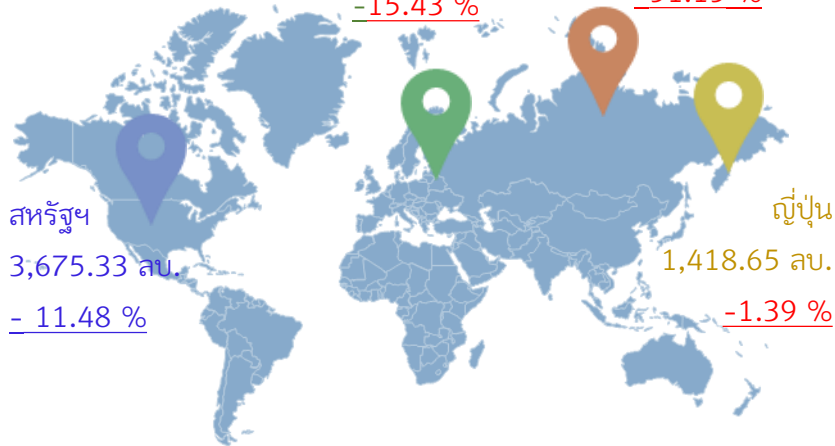 -15.43 %
สหรัฐฯ
3,675.33 ลบ.
- 11.48 %
ญี่ปุ่น
1,418.65 ลบ.
-1.39 %